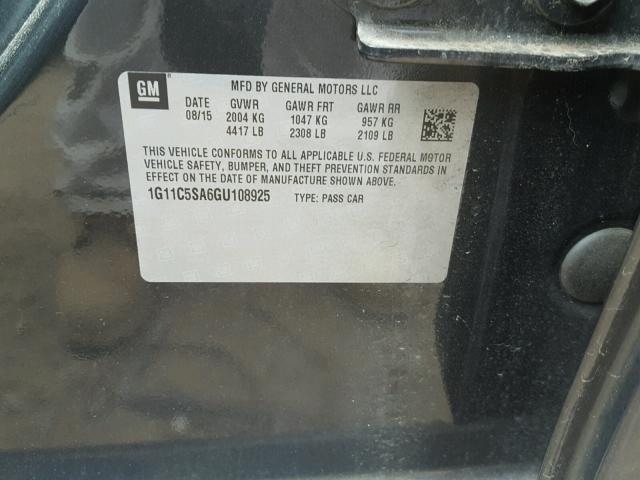 GM
MFD BY GENERAL MOTORS LLC
DATE GVWR GAWR FRT GAWR RR
08/15 2004 KG 1047 KG 957 KG
4417 LB 2308 LB 2109 LB
THIS VEHICLE CONFORMS TO ALL APPLICABLE U.S. FEDERAL MOTOR
VEHICLE SAFETY, BUMPER, AND THEFT PREVENTION STANDARDS IN
EFFECT ON THE DATE OF MANUFACTURE SHOWN ABOVE.
1G11C5SA6GU108925 TYPE: PASS CAR